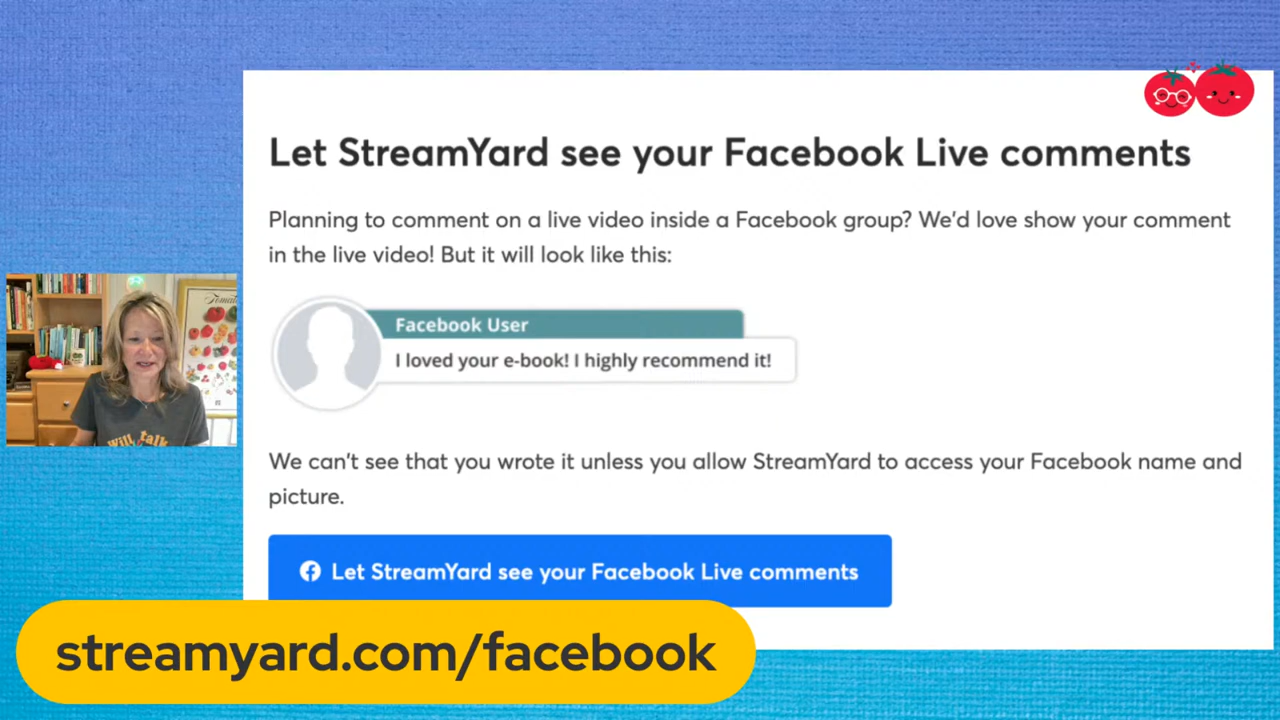 Let StreamYard see your Facebook Live comments
Planning to comment on a live video inside a Facebook group? We'd love show your comment
in the live video! But it will look like this:
Facebook User
I loved your e-book! I highly recommend it!
We can't see that you wrote it unless you allow StreamYard to access your Facebook name and
picture.
Let StreamYard see your Facebook Live comments
streamyard.com/facebook
Will talk